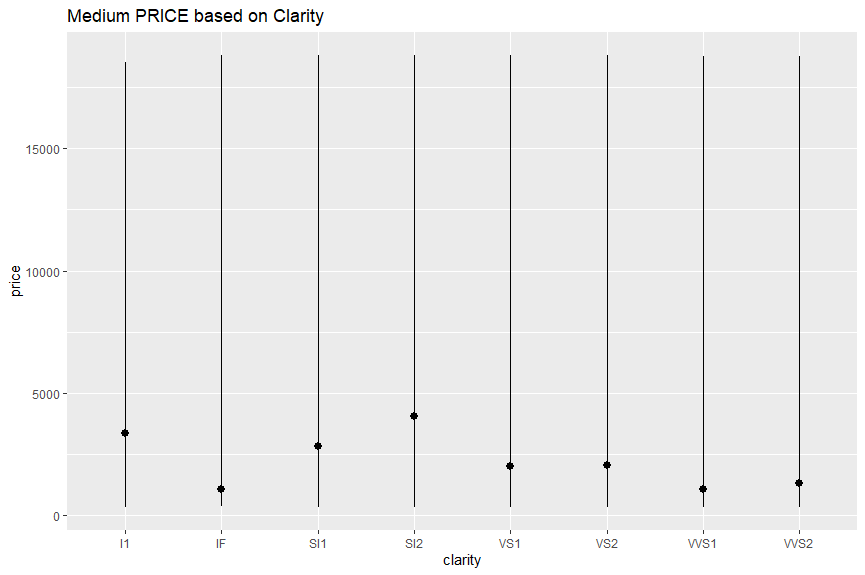 Medium PRICE based on Clarity
price
15000
10000
5000
0
I1 IF SI1 SI2 VS1 VS2 VVS1 VVS2
clarity